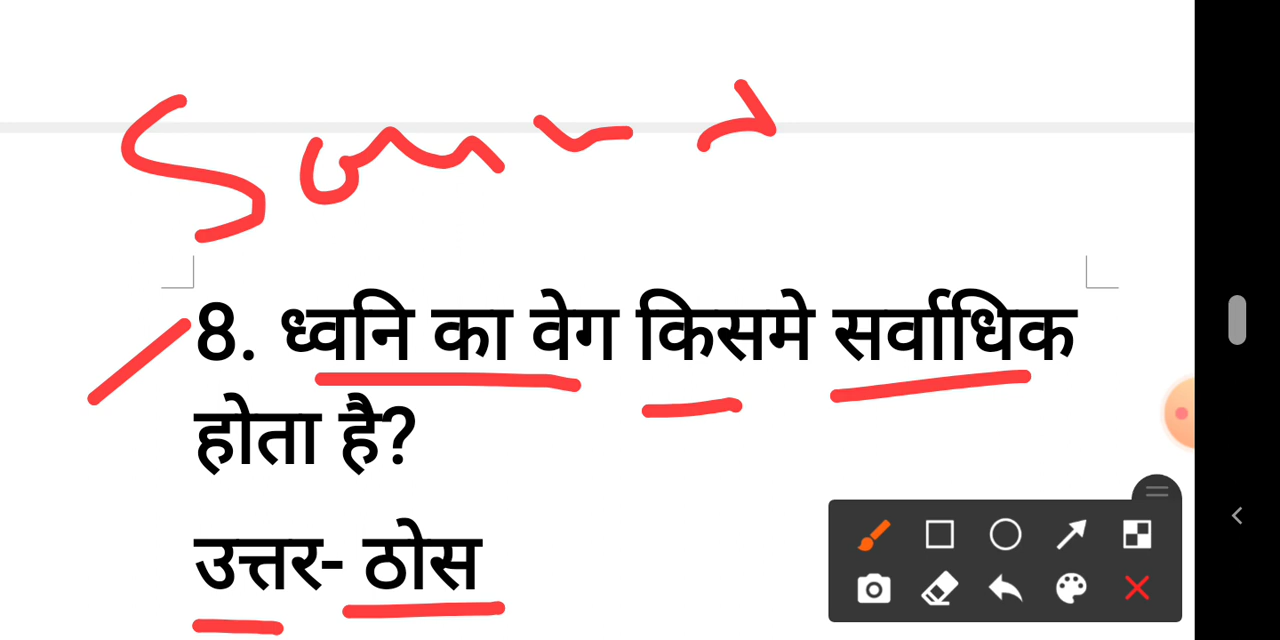 Sound
8. ध्वनि का वेग किसमे सर्वाधिक
होता है?
उत्तर- ठोस